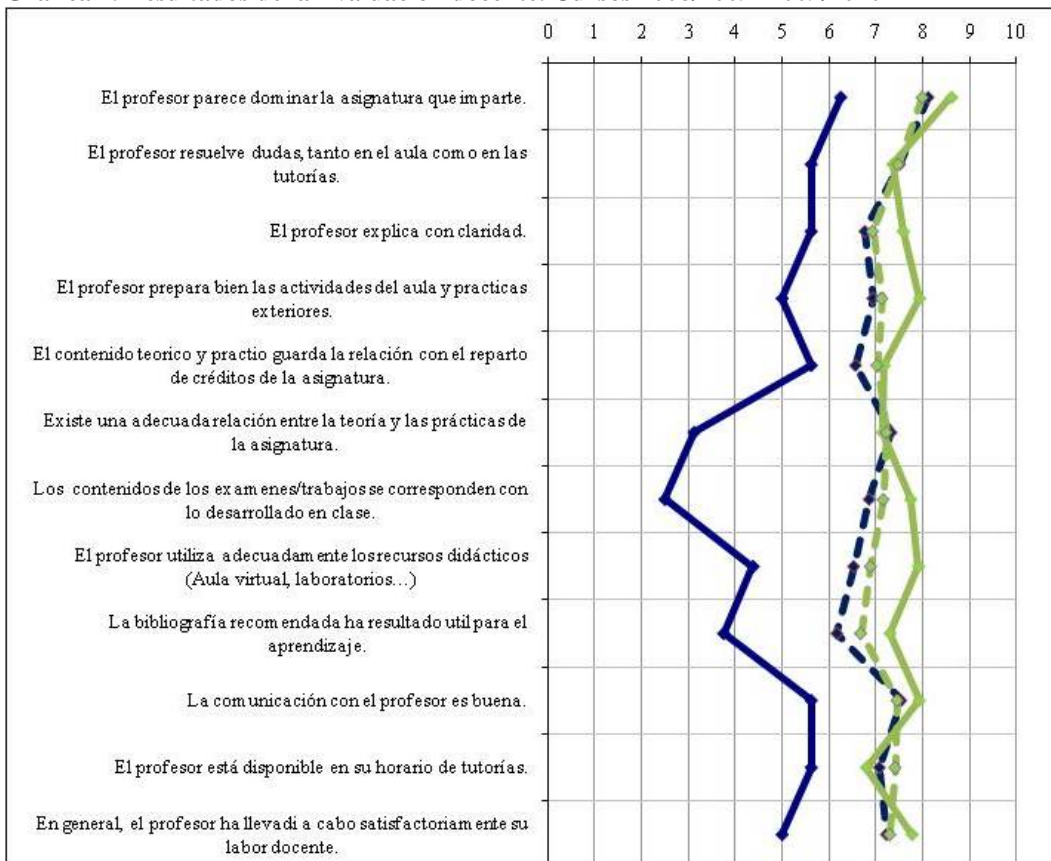 0 1 2 3 4 5 6 7 8 9 10
El profesor parece dominar la asignatura que imparte.
El profesor resuelve dudas, tanto en el aula como en las
tutorías.
El profesor explica con claridad.
El profesor prepara bien las actividades del aula y practicas
exteriores.
El contenido teorico y practio guarda la relación con el reparto
de créditos de la asignatura.
Existe una adecuada relación entre la teoría y las prácticas de
la asignatura.
Los contenidos de los examenes/trabajos se corresponden con
lo desarrollado en clase.
El profesor utiliza adecuadamente los recursos didácticos
(Aula virtual, laboratorios...)
La bibliografía recomendada ha resultado util para el
aprendizaje.
La comunicación con el profesor es buena.
El profesor está disponible en su horario de tutorías.
En general, el profesor ha llevadi a cabo satisfactoriamente su
labor docente.